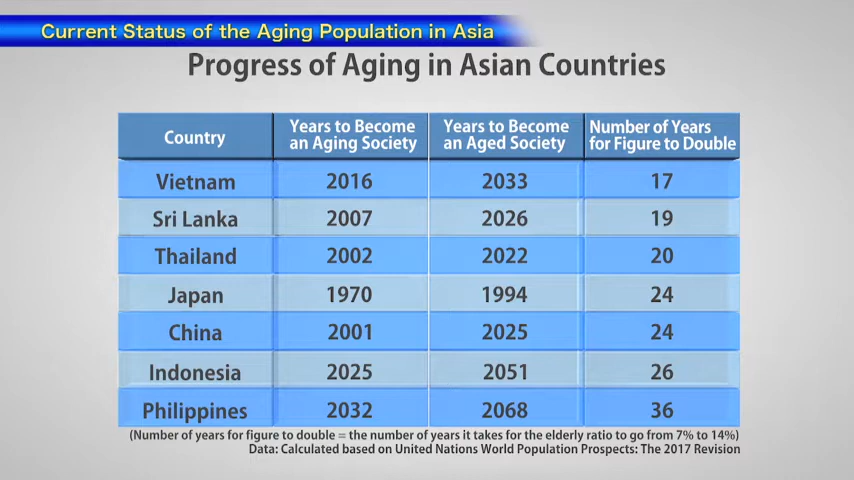 Current Status of the Aging Population in Asia
Progress of Aging in Asian Countries
Country
Years to Become
an Aging Society
Years to Become
an Aged Society
Number of Years
for Figure to Double
Vietnam 2016 2033 17
Sri Lanka 2007 2026 19
Thailand 2002 2022 20
Japan 1970 1994 24
China 2001 2025 24
Indonesia 2025 2051 26
Philippines 2032 2068 36
(Number of years for figure to double = the number of years it takes for the elderly ratio to go from 7% to 14%)
Data: Calculated based on United Nations World Population Prospects: The 2017 Revision